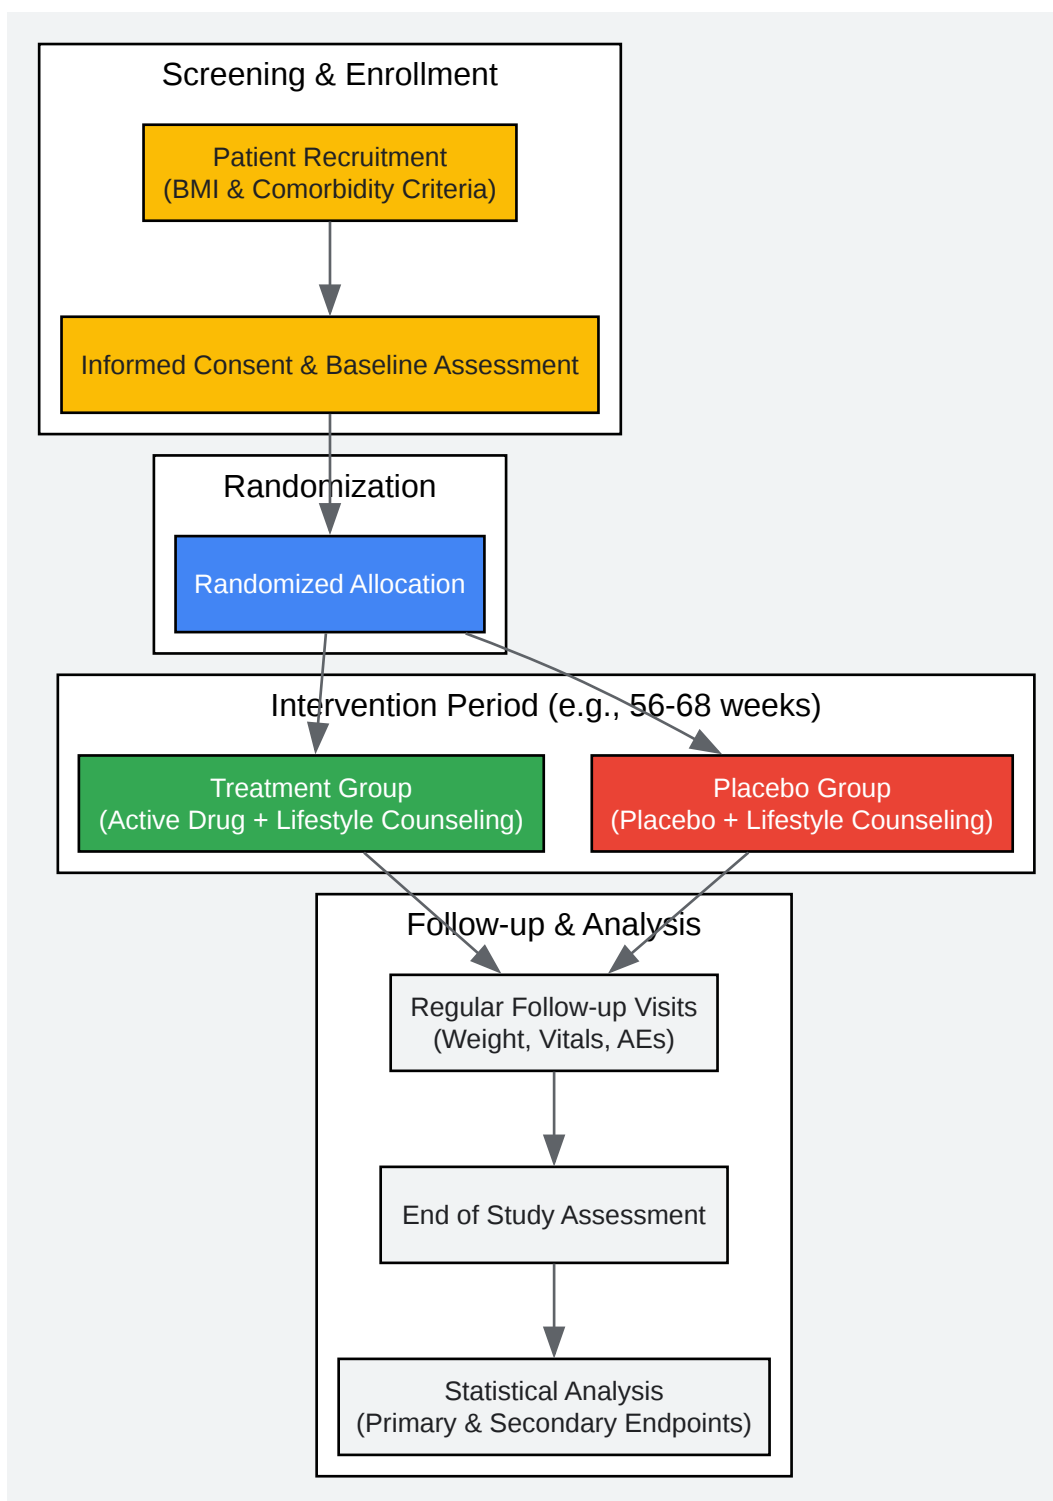 Screening & Enrollment
Patient Recruitment
(BMI & Comorbidity Criteria)
Informed Consent & Baseline Assessment
Randomization
Randomized Allocation
Intervention Period (e.g., 56-68 weeks)
Treatment Group
(Active Drug + Lifestyle Counseling)
Placebo Group
(Placebo + Lifestyle Counseling)
Follow-up & Analysis
Regular Follow-up Visits
(Weight, Vitals, AEs)
End of Study Assessment
Statistical Analysis
(Primary & Secondary Endpoints)